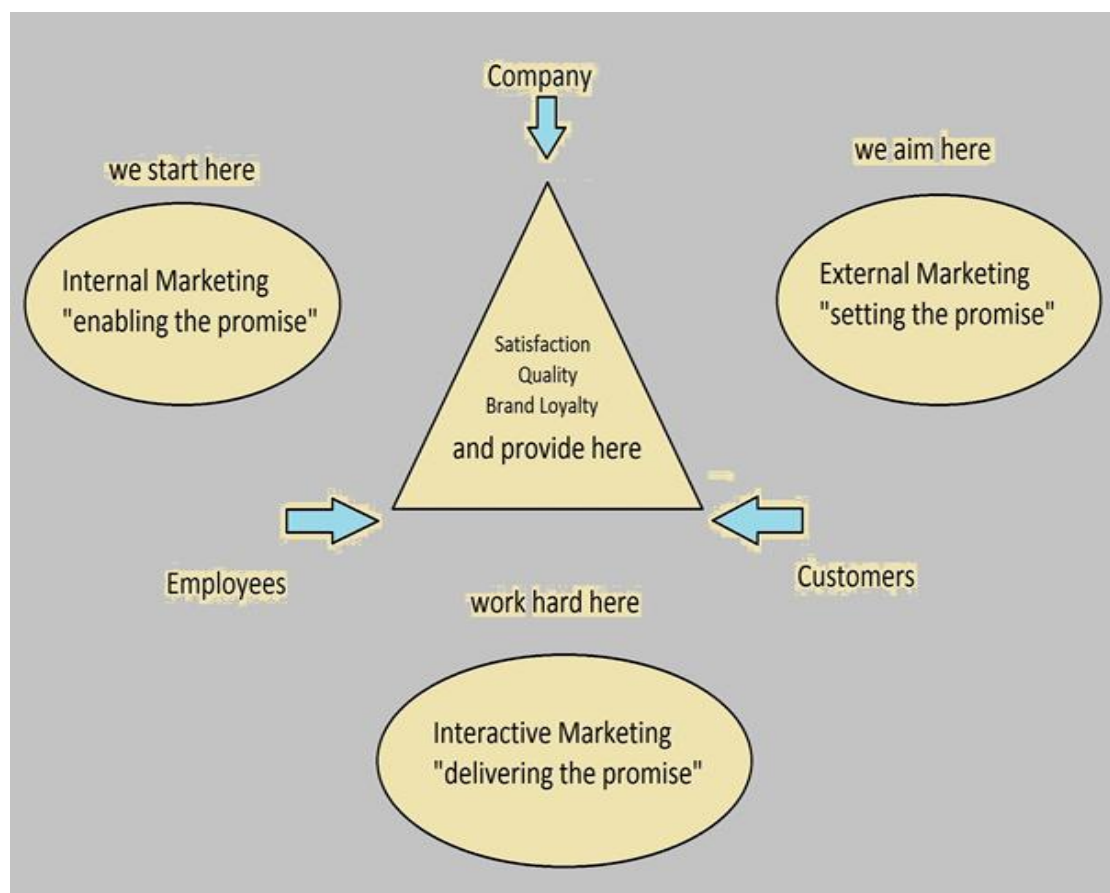 Company
we start here
we aim here
Internal Marketing
"enabling the promise"
External Marketing
"setting the promise"
Satisfaction
Quality
Brand Loyalty
and provide here
Employees
Customers
work hard here
Interactive Marketing
"delivering the promise"